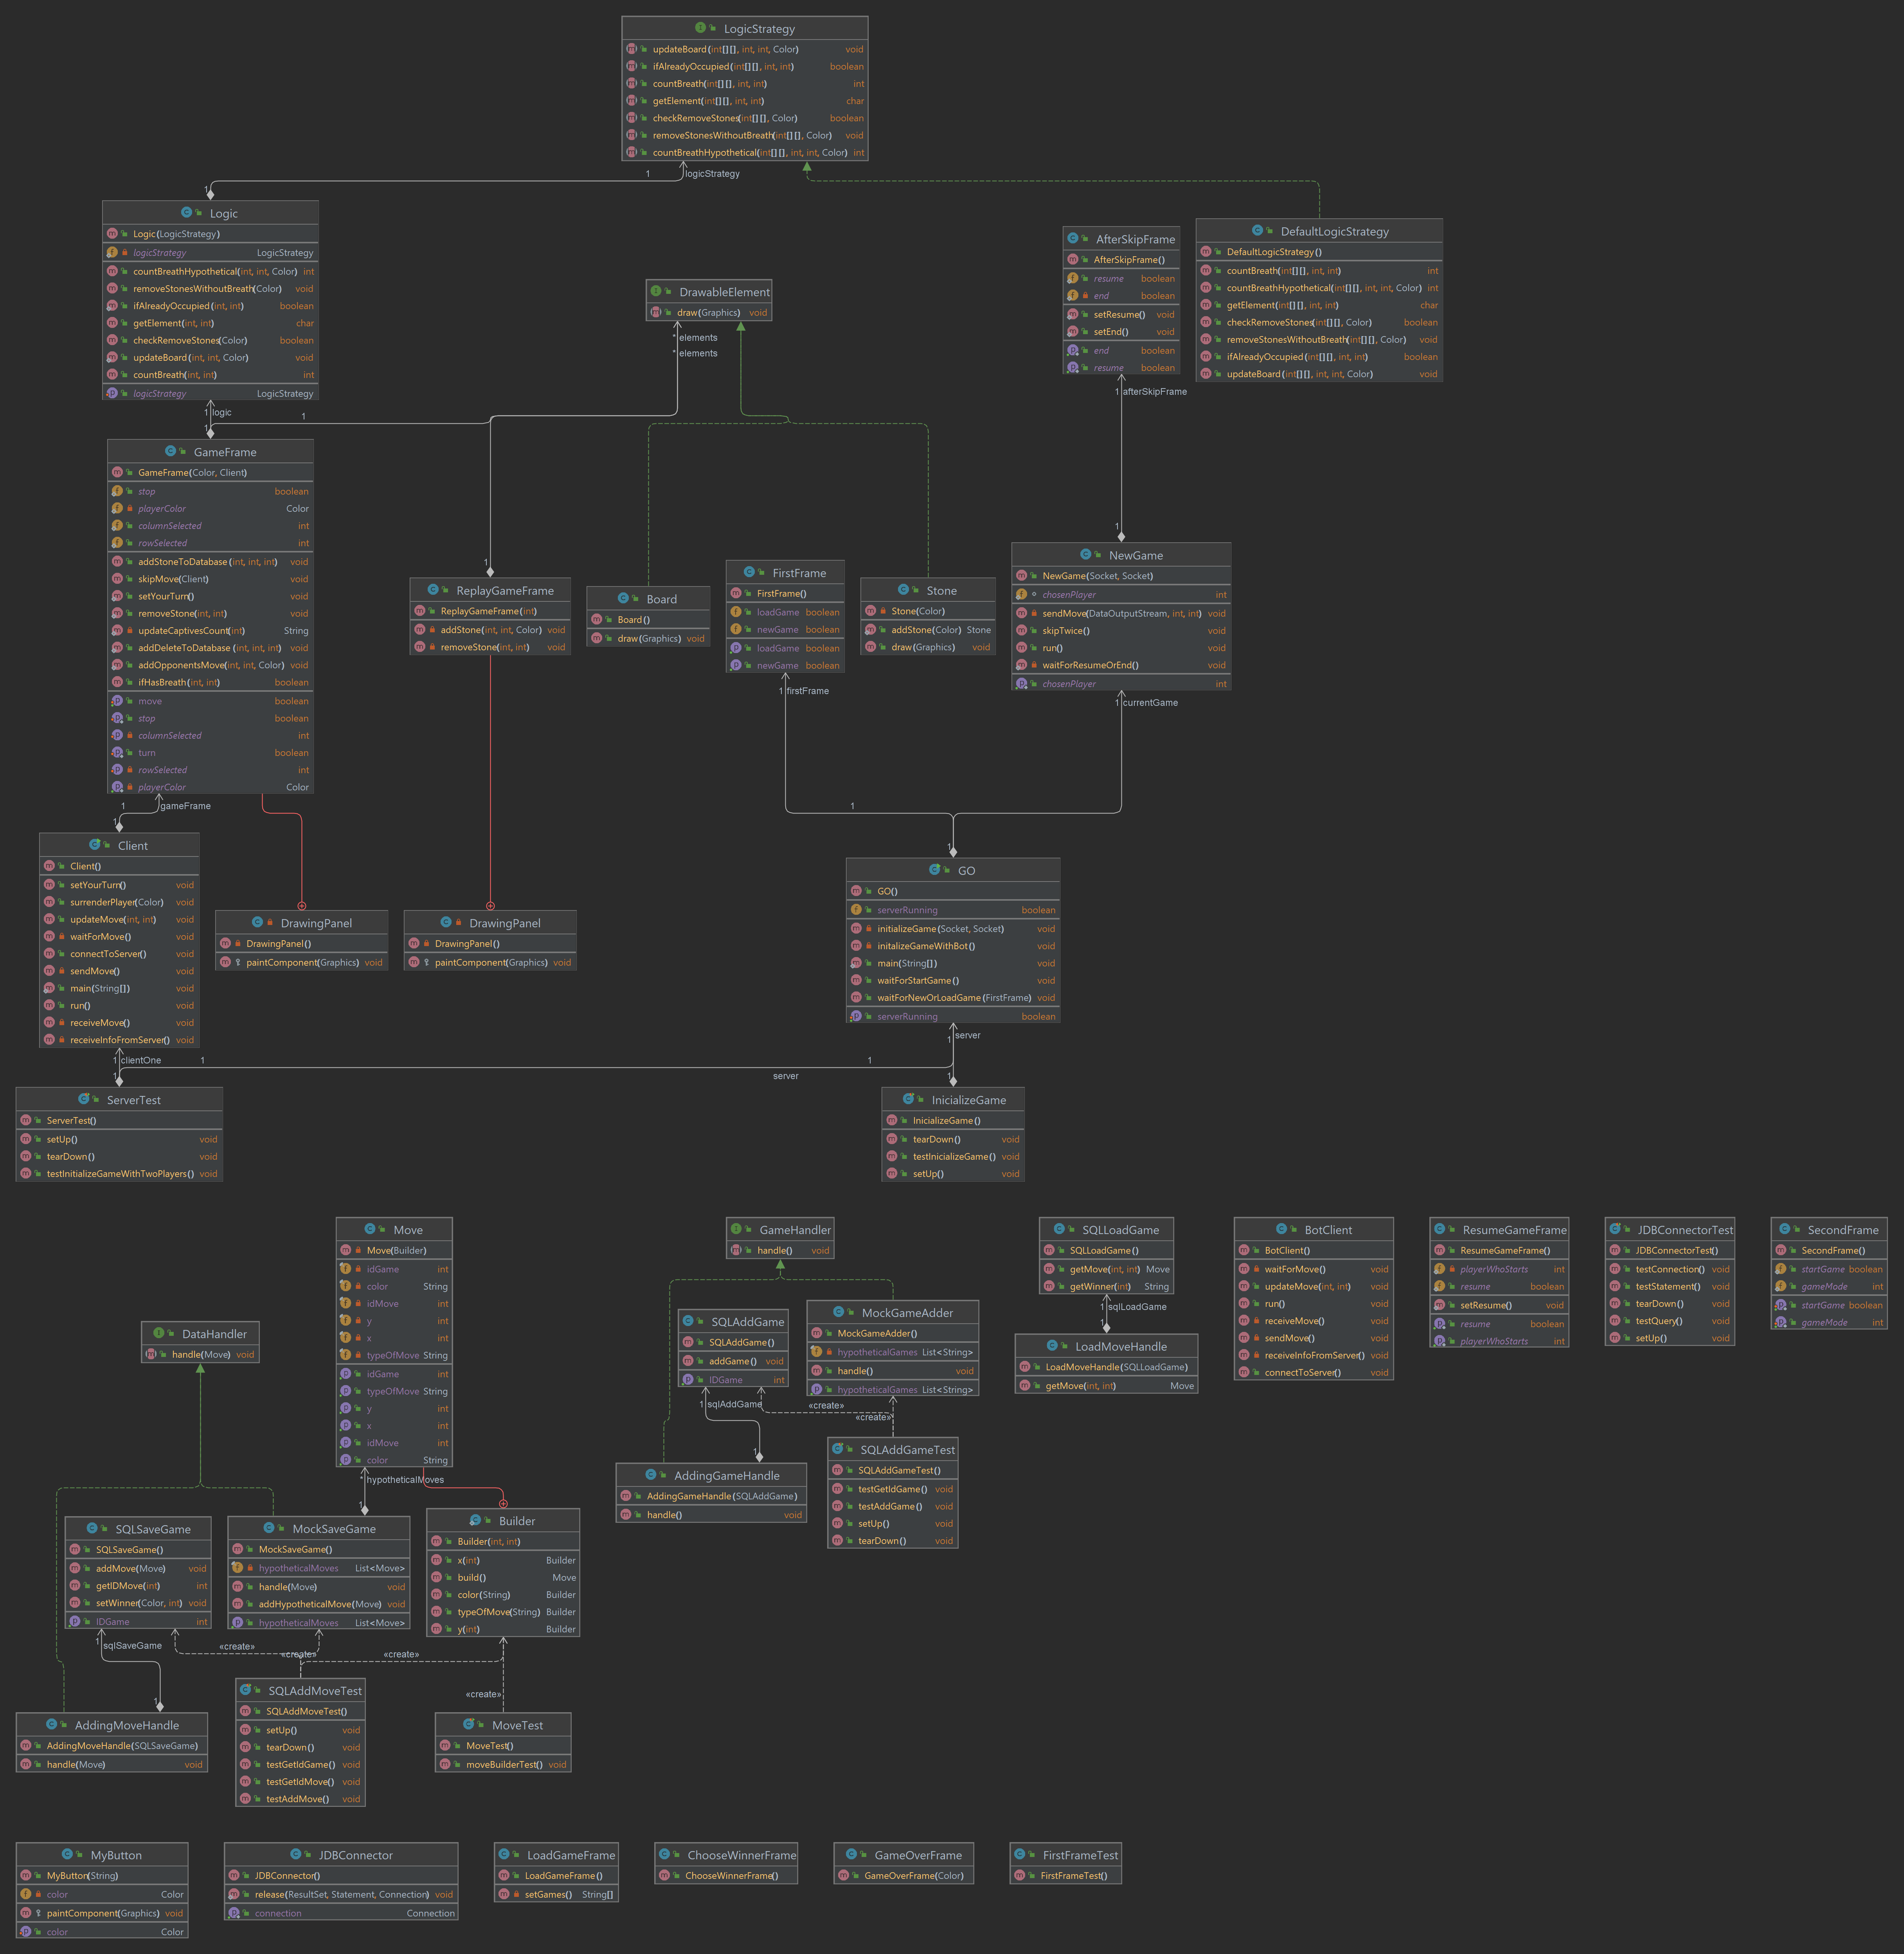 LogicStrategy
updateBoard(int[][], int, int, Color) void
ifAlreadyOccupied(int[][], int, int) boolean
countBreath(int[][], int, int) int
getElement(int[][], int, int) char
checkRemoveStones(int[][], Color) boolean
removeStonesWithoutBreath(int[][], Color) void
countBreathHypothetical(int[][], int, int, Color) int
1 logicStrategy
1
Logic
Logic(LogicStrategy)
logicStrategy LogicStrategy
countBreathHypothetical(int, int, Color) int
removeStonesWithoutBreath(Color) void
ifAlreadyOccupied(int, int) boolean
getElement(int, int) char
checkRemoveStones(Color) boolean
updateBoard(int, int, Color) void
countBreath(int, int) int
logicStrategy LogicStrategy
1 logic
1
1
DrawableElement
draw(Graphics) void
* elements
* elements
AfterSkipFrame
AfterSkipFrame()
resume boolean
end boolean
setResume() void
setEnd() void
end boolean
resume boolean
1 afterSkipFrame
1
DefaultLogicStrategy
DefaultLogicStrategy()
countBreath(int[][], int, int) int
countBreathHypothetical(int[][], int, int, Color) int
getElement(int[][], int, int) char
checkRemoveStones(int[][], Color) boolean
removeStonesWithoutBreath(int[][], Color) void
ifAlreadyOccupied(int[][], int, int) boolean
updateBoard(int[][], int, int, Color) void
GameFrame
GameFrame(Color, Client)
stop boolean
playerColor Color
columnSelected int
rowSelected int
addStoneToDatabase(int, int, int) void
skipMove(Client) void
setYourTurn() void
removeStone(int, int) void
updateCaptivesCount(int) String
addDeleteToDatabase(int, int, int) void
addOpponentsMove(int, int, Color) void
ifHasBreath(int, int) boolean
move boolean
stop boolean
columnSelected int
turn boolean
rowSelected int
playerColor Color
1 gameFrame
1
1
ReplayGameFrame
ReplayGameFrame(int)
addStone(int, int, Color) void
removeStone(int, int) void
Board
Board()
draw(Graphics) void
FirstFrame
FirstFrame()
loadGame boolean
newGame boolean
loadGame boolean
newGame boolean
1 firstFrame
Stone
Stone(Color)
addStone(Color) Stone
draw(Graphics) void
NewGame
NewGame(Socket, Socket)
chosenPlayer int
sendMove(DataOutputStream, int, int) void
skipTwice() void
run() void
waitForResumeOrEnd() void
chosenPlayer int
1 currentGame
1
1
Client
Client()
setYourTurn() void
surrenderPlayer(Color) void
updateMove(int, int) void
waitForMove() void
connectToServer() void
sendMove() void
main(String[]) void
run() void
receiveMove() void
receiveInfoFromServer() void
1 clientOne
1
1
DrawingPanel
DrawingPanel()
paintComponent(Graphics) void
DrawingPanel
DrawingPanel()
paintComponent(Graphics) void
GO
GO()
serverRunning boolean
initializeGame(Socket, Socket) void
initalizeGameWithBot() void
main(String[]) void
waitForStartGame() void
waitForNewOrLoadGame(FirstFrame) void
serverRunning boolean
server
1
1
server
1
ServerTest
ServerTest()
setUp() void
tearDown() void
testInitializeGameWithTwoPlayers() void
InicializeGame
InicializeGame()
tearDown() void
testInicializeGame() void
setUp() void
Move
Move(Builder)
idGame int
color String
idMove int
y int
x int
typeOfMove String
idGame int
typeOfMove String
y int
x int
idMove int
color String
* hypotheticalMoves
1
GameHandler
handle() void
SQLAddGame
SQLAddGame()
addGame() void
IDGame int
1 sqlAddGame
1
MockGameAdder
MockGameAdder()
hypotheticalGames List<String>
handle() void
hypotheticalGames List<String>
«create»
«create»
SQLLoadGame
SQLLoadGame()
getMove(int, int) Move
getWinner(int) String
1 sqlLoadGame
1
LoadMoveHandle
LoadMoveHandle(SQLLoadGame)
getMove(int, int) Move
BotClient
BotClient()
waitForMove() void
updateMove(int, int) void
run() void
receiveMove() void
sendMove() void
receiveInfoFromServer() void
connectToServer() void
ResumeGameFrame
ResumeGameFrame()
playerWhoStarts int
resume boolean
setResume() void
resume boolean
playerWhoStarts int
JDBConnectorTest
JDBConnectorTest()
testConnection() void
testStatement() void
tearDown() void
testQuery() void
setUp() void
SecondFrame
SecondFrame()
startGame boolean
gameMode int
startGame boolean
gameMode int
DataHandler
handle(Move) void
AddingGameHandle
AddingGameHandle(SQLAddGame)
handle() void
SQLAddGameTest
SQLAddGameTest()
testGetIdGame() void
testAddGame() void
setUp() void
tearDown() void
SQLSaveGame
SQLSaveGame()
addMove(Move) void
getIDMove(int) int
setWinner(Color, int) void
IDGame int
1 sqlSaveGame
1
MockSaveGame
MockSaveGame()
hypotheticalMoves List<Move>
handle(Move) void
addHypotheticalMove(Move) void
hypotheticalMoves List<Move>
Builder
Builder(int, int)
x(int) Builder
build() Move
color(String) Builder
typeOfMove(String) Builder
y(int) Builder
«create»
«create»
«create»
«create»
SQLAddMoveTest
SQLAddMoveTest()
setUp() void
tearDown() void
testGetIdGame() void
testGetIdMove() void
testAddMove() void
AddingMoveHandle
AddingMoveHandle(SQLSaveGame)
handle(Move) void
MoveTest
MoveTest()
moveBuilderTest() void
MyButton
MyButton(String)
color Color
paintComponent(Graphics) void
color Color
JDBConnector
JDBConnector()
release(ResultSet, Statement, Connection) void
connection Connection
LoadGameFrame
LoadGameFrame()
setGames() String[]
ChooseWinnerFrame
ChooseWinnerFrame()
GameOverFrame
GameOverFrame(Color)
FirstFrameTest
FirstFrameTest()